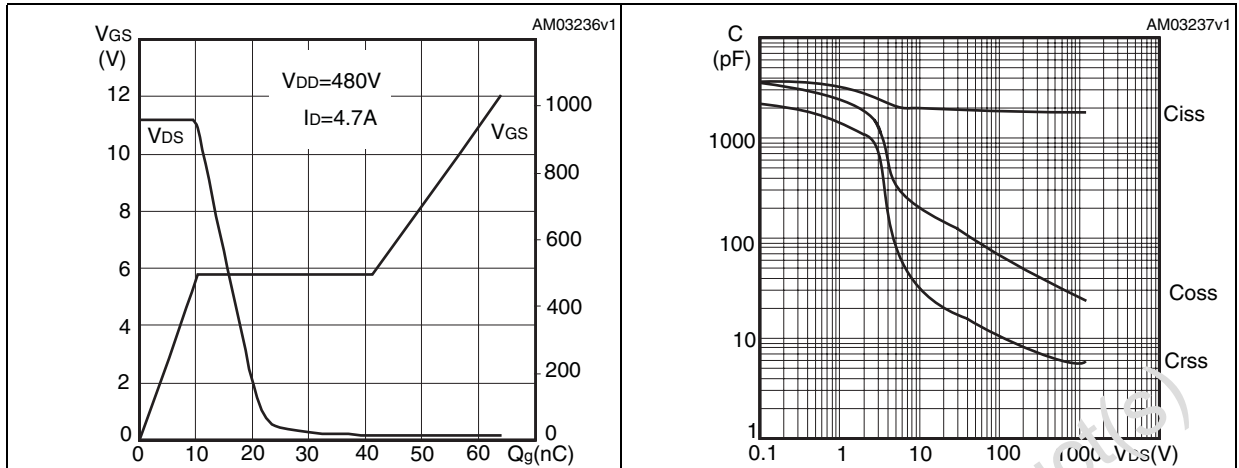 AM03236v1
VGS
(V)
VDD=480V
ID=4.7A
VDS
VGS
12
10
8
6
4
2
0
1000
800
600
400
200
0
0 10 20 30 40 50 60 Qg(nC)
AM03237v1
C
(pF)
1000
100
10
1
Ciss
Coss
Crss
0.1 1 10 100 1000 VDS(V)